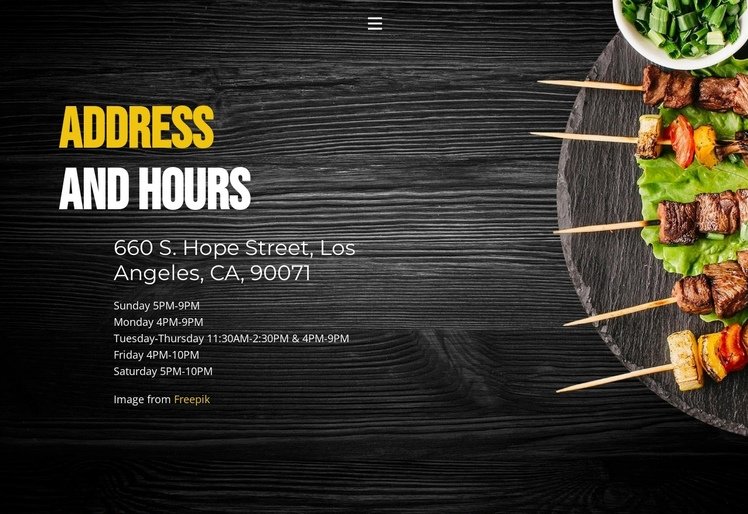 ADDRESS
AND HOURS
660 S. Hope Street, Los
Angeles, CA, 90071
Sunday 5PM-9PM
Monday 4PM-9PM
Tuesday-Thursday 11:30AM-2:30PM & 4PM-9PM
Friday 4PM-10PM
Saturday 5PM-10PM
Image from Freepik